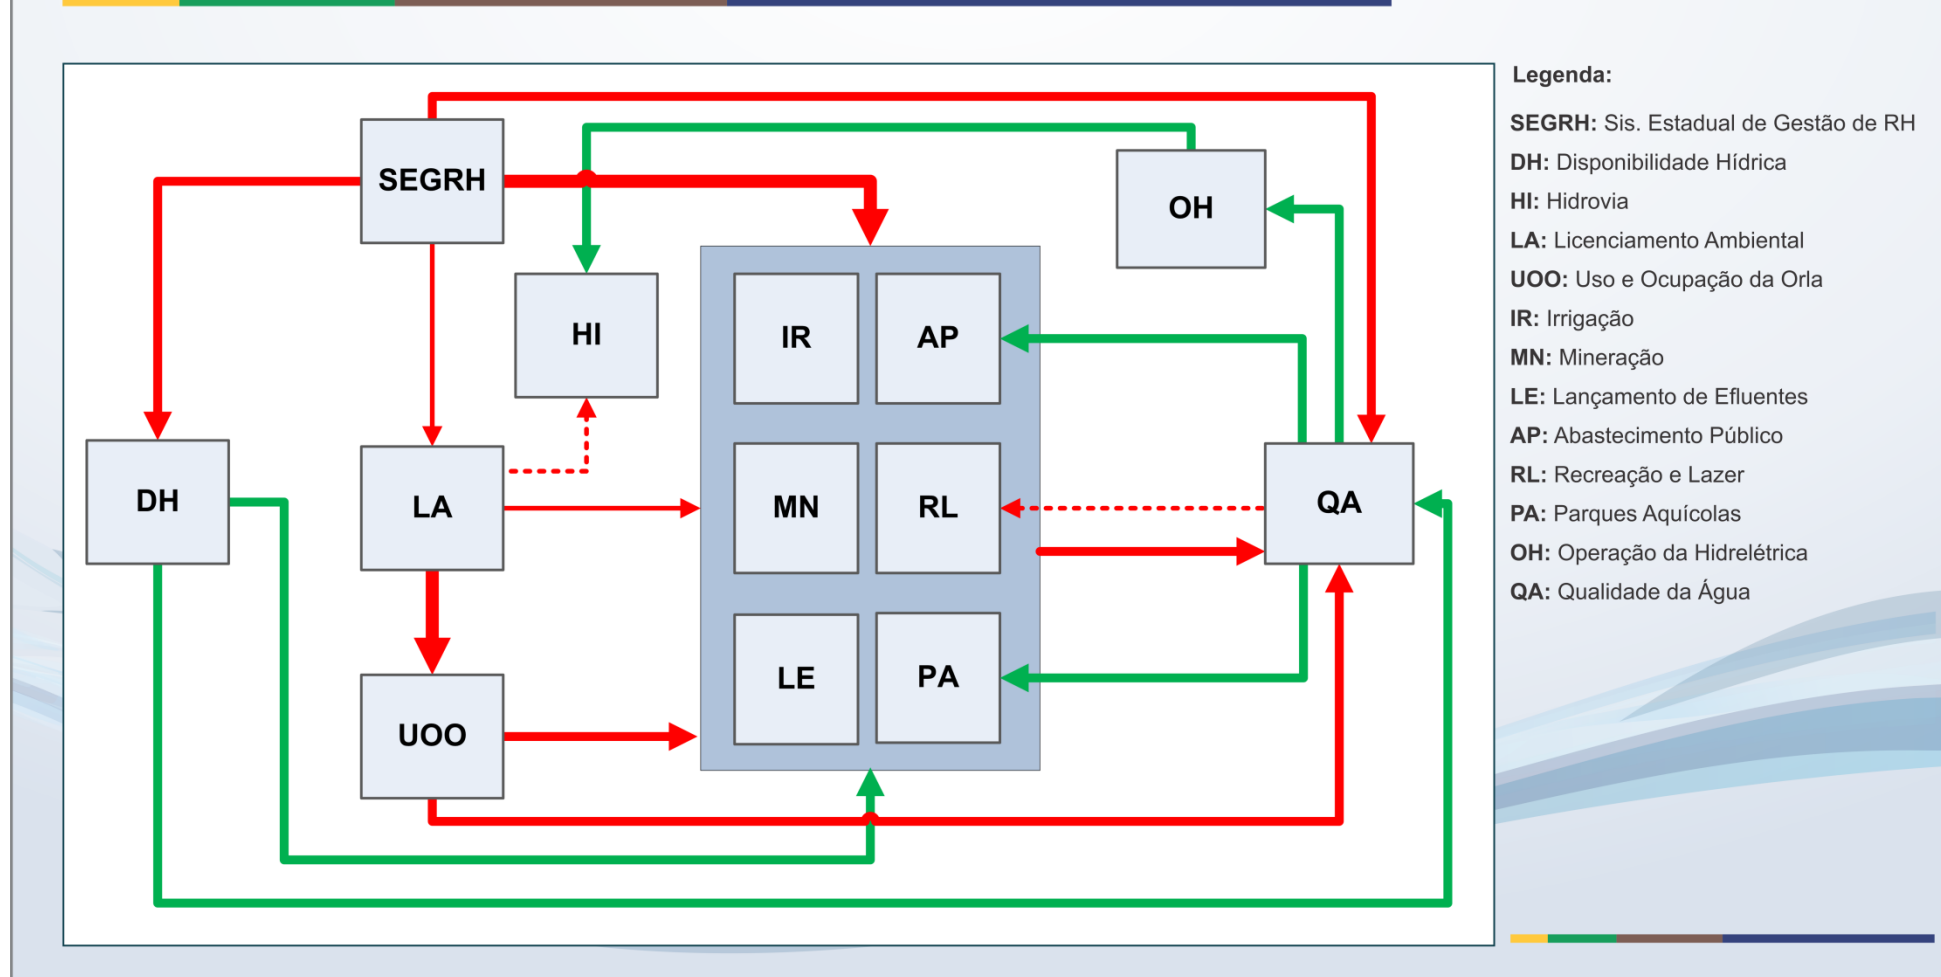 SEGRH
OH
HI
IR
AP
DH
LA
MN
RL
QA
LE
PA
UOO
Legenda:
SEGRH: Sis. Estadual de Gestão de RH
DH: Disponibilidade Hídrica
HI: Hidrovia
LA: Licenciamento Ambiental
UOO: Uso e Ocupação da Orla
IR: Irrigação
MN: Mineração
LE: Lançamento de Efluentes
AP: Abastecimento Público
RL: Recreação e Lazer
PA: Parques Aquícolas
OH: Operação da Hidrelétrica
QA: Qualidade da Água